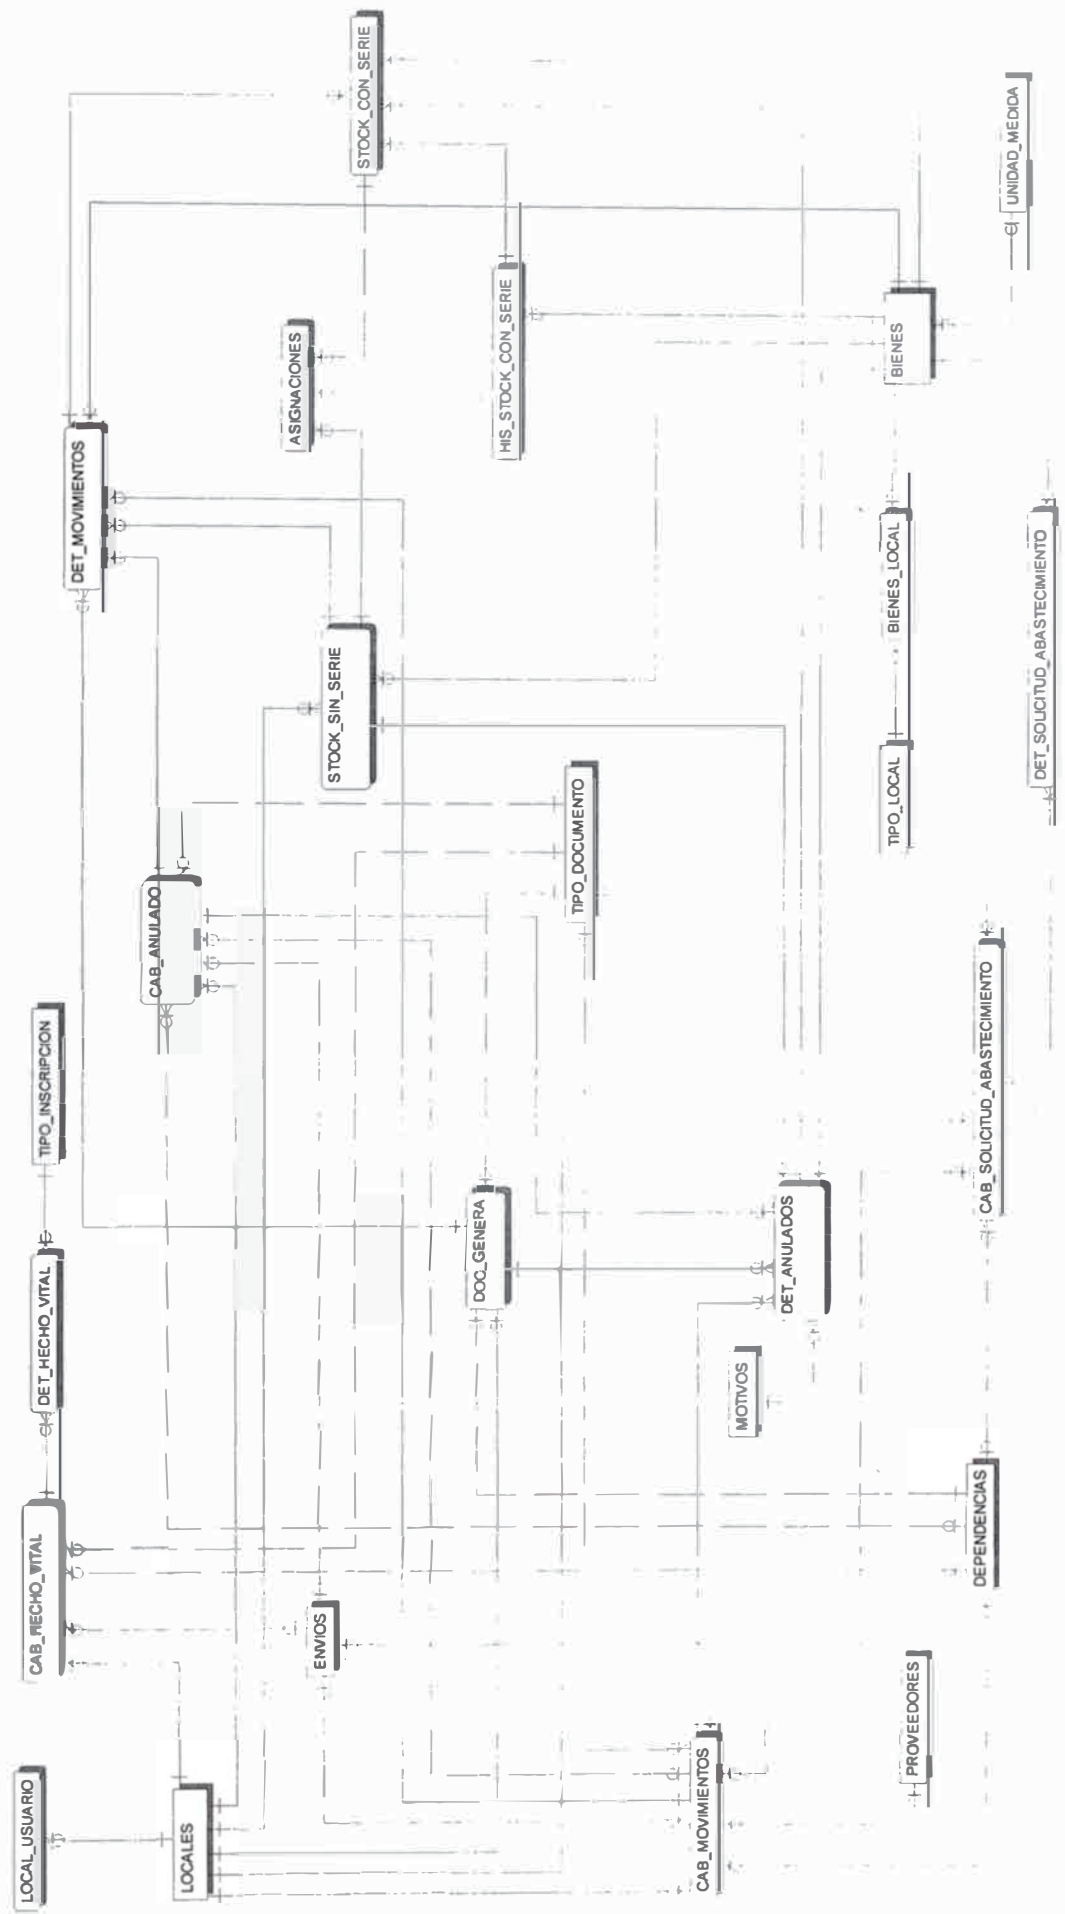 LOCAL_USUARIO
CAB_HECHO_VITAL
DET_HECHO_VITAL
TIPO_INSCRIPCION
DET_MOVIMIENTOS
LOCALES
CAB_ANULADO
ENVIOS
STOCK_SIN_SERIE
ASIGNACIONES
STOCK_CON_SERIE
DOC_GENERA
TIPO_DOCUMENTO
HIS_STOCK_CON_SERIE
CAB_MOVIMIENTOS
MOTIVOS
DET_ANULADOS
PROVEEDORES
TIPO_LOCAL
BIENES_LOCAL
BIENES
DEPENDENCIAS
CAB_SOLICITUD_ABASTECIMIENTO
DET_SOLICITUD_ABASTECIMIENTO
UNIDAD_MEDIDA